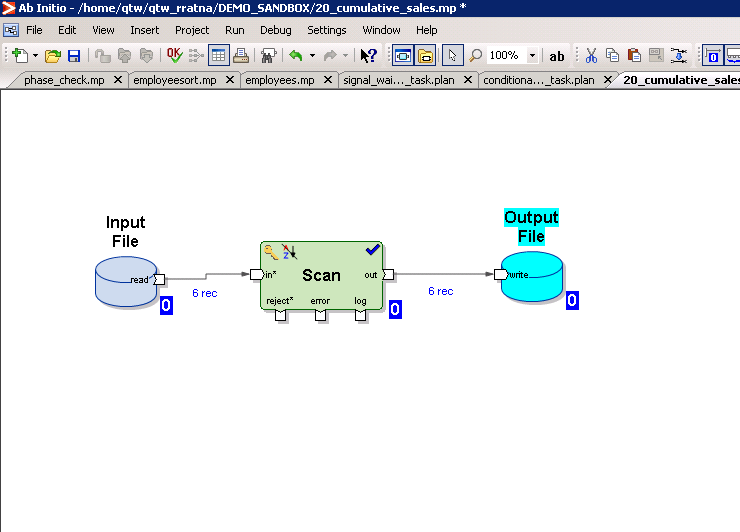 Ab Initio - /home/qtw/qtw_rratna/DEMO_SANDBOX/20_cumulative_sales.mp *
File Edit View Insert Project Run Debug Settings Window Help
OK 100% ab
phase_check.mp employeesort.mp employees.mp signal_wai..._task.plan conditiona..._task.plan 20_cumulative_sales
Input
File
Output
File
read
in*
Scan
out
write
6 rec
6 rec
reject* error log
0
0
0